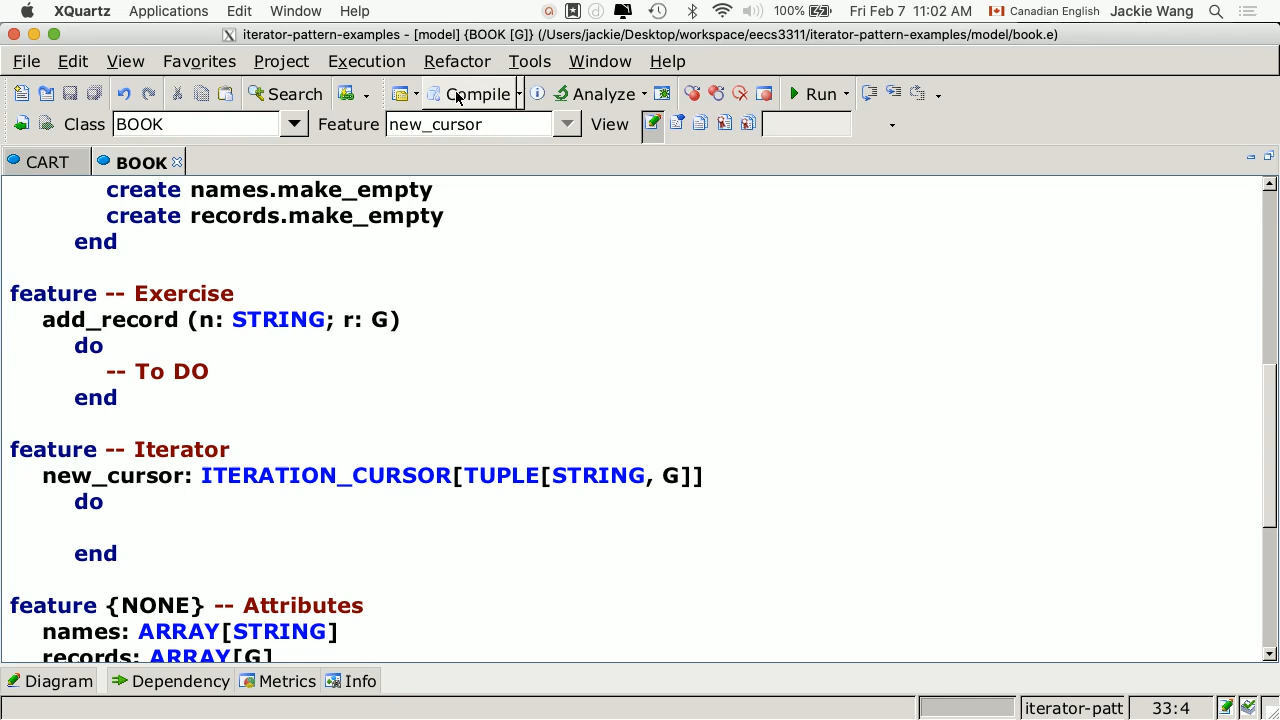 XQuartz Applications Edit Window Help 100% Fri Feb 7 11:02 AM Canadian English Jackie Wang
iterator-pattern-examples - [model] {BOOK [G]} (/Users/jackie/Desktop/workspace/eecs3311/iterator-pattern-examples/model/book.e)
File Edit View Favorites Project Execution Refactor Tools Window Help
Search Compile Analyze Run
Class BOOK Feature new_cursor View
CART BOOK
create names.make_empty
create records.make_empty
end
feature -- Exercise
add_record (n: STRING; r: G)
do
-- To DO
end
feature -- Iterator
new_cursor: ITERATION_CURSOR[TUPLE[STRING, G]]
do
end
feature {NONE} -- Attributes
names: ARRAY[STRING]
records: ARRAY[G]
Diagram Dependency Metrics Info
iterator-patt 33:4